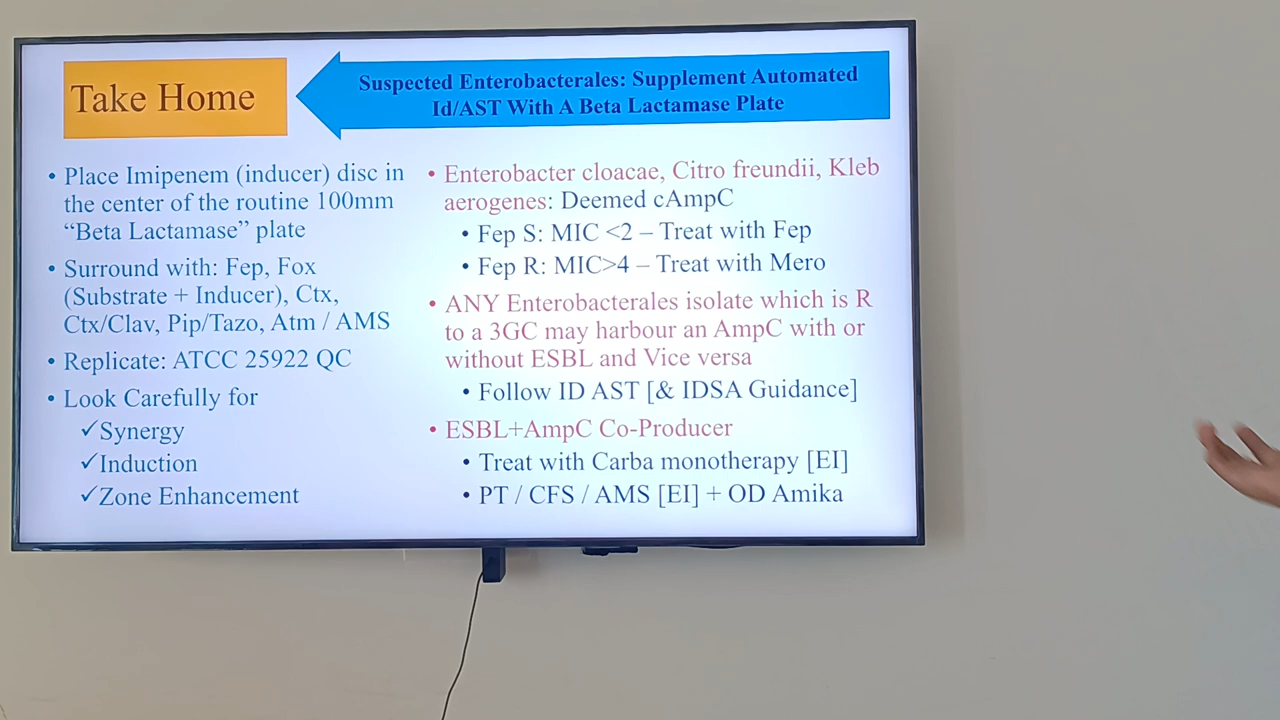 Take Home
Suspected Enterobacterales: Supplement Automated
Id/AST With A Beta Lactamase Plate
• Place Imipenem (inducer) disc in
the center of the routine 100mm
“Beta Lactamase” plate
• Surround with: Fep, Fox
(Substrate + Inducer), Ctx,
Ctx/Clav, Pip/Tazo, Atm / AMS
• Replicate: ATCC 25922 QC
• Look Carefully for
✓Synergy
✓Induction
✓Zone Enhancement
• Enterobacter cloacae, Citro freundii, Kleb
aerogenes: Deemed cAmpC
• Fep S: MIC <2 – Treat with Fep
• Fep R: MIC>4 – Treat with Mero
• ANY Enterobacterales isolate which is R
to a 3GC may harbour an AmpC with or
without ESBL and Vice versa
• Follow ID AST [& IDSA Guidance]
• ESBL+AmpC Co-Producer
• Treat with Carba monotherapy [EI]
• PT / CFS / AMS [EI] + OD Amika